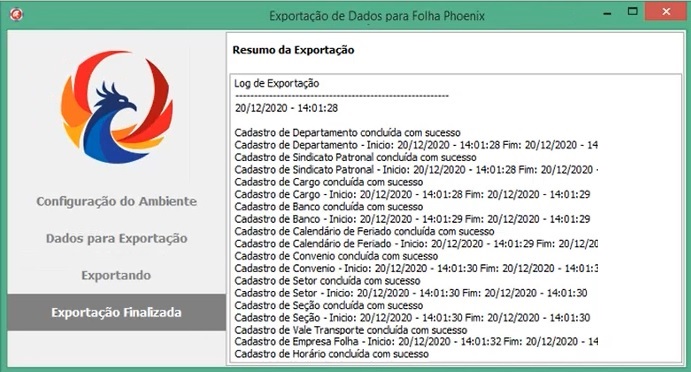 Exportação de Dados para Folha Phoenix
Configuração do Ambiente
Dados para Exportação
Exportando
Exportação Finalizada
Resumo da Exportação
Log de Exportação
----------------------------------------------------------
20/12/2020 - 14:01:28
Cadastro de Departamento concluída com sucesso
Cadastro de Departamento - Inicio: 20/12/2020 - 14:01:28 Fim: 20/12/2020 - 14
Cadastro de Sindicato Patronal concluída com sucesso
Cadastro de Sindicato Patronal - Inicio: 20/12/2020 - 14:01:28 Fim: 20/12/2020 -
Cadastro de Cargo concluída com sucesso
Cadastro de Cargo - Inicio: 20/12/2020 - 14:01:28 Fim: 20/12/2020 - 14:01:29
Cadastro de Banco concluída com sucesso
Cadastro de Banco - Inicio: 20/12/2020 - 14:01:29 Fim: 20/12/2020 - 14:01:29
Cadastro de Calendário de Feriado concluída com sucesso
Cadastro de Calendário de Feriado - Inicio: 20/12/2020 - 14:01:29 Fim: 20/12/20
Cadastro de Convenio concluída com sucesso
Cadastro de Convenio - Inicio: 20/12/2020 - 14:01:30 Fim: 20/12/2020 - 14:01:3
Cadastro de Setor concluída com sucesso
Cadastro de Setor - Inicio: 20/12/2020 - 14:01:30 Fim: 20/12/2020 - 14:01:30
Cadastro de Seção concluída com sucesso
Cadastro de Seção - Inicio: 20/12/2020 - 14:01:30 Fim: 20/12/2020 - 14:01:30
Cadastro de Vale Transporte concluída com sucesso
Cadastro de Empresa Folha - Inicio: 20/12/2020 - 14:01:32 Fim: 20/12/2020 - 14
Cadastro de Horário concluída com sucesso